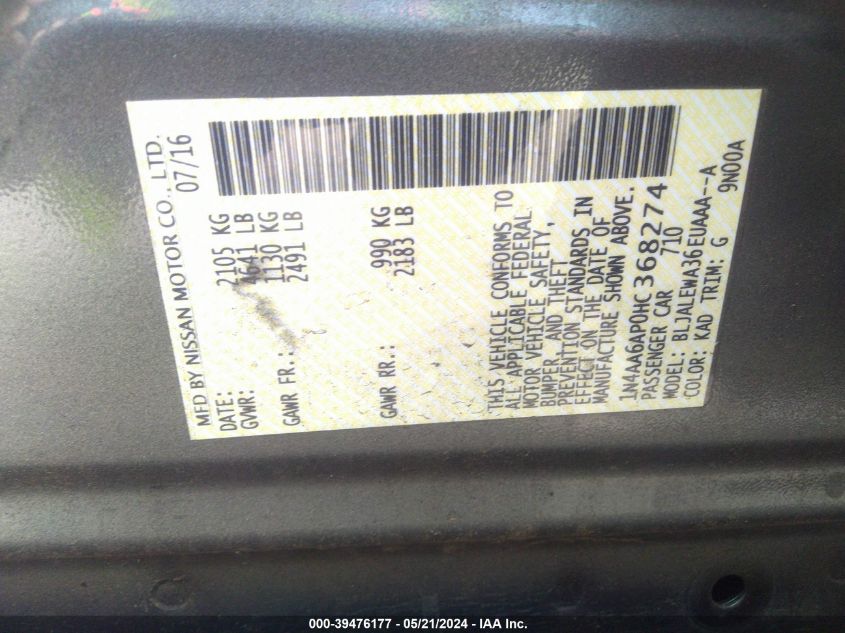 MFD BY NISSAN MOTOR CO., LTD.
DATE: 07/16
GVWR: 2105 KG
4641 LB
GAWR FR.: 1130 KG
2491 LB
GAWR RR.: 990 KG
2183 LB
THIS VEHICLE CONFORMS TO
ALL APPLICABLE FEDERAL
MOTOR VEHICLE SAFETY,
BUMPER, AND THEFT
PREVENTION STANDARDS IN
EFFECT ON THE DATE OF
MANUFACTURE SHOWN ABOVE.
1N4AA6AP0HC368274
PASSENGER CAR 710
MODEL: BLJALEWA36EUAAA--A
COLOR: KAD TRIM: G 9N00A
000-39476177 - 05/21/2024 - IAA Inc.